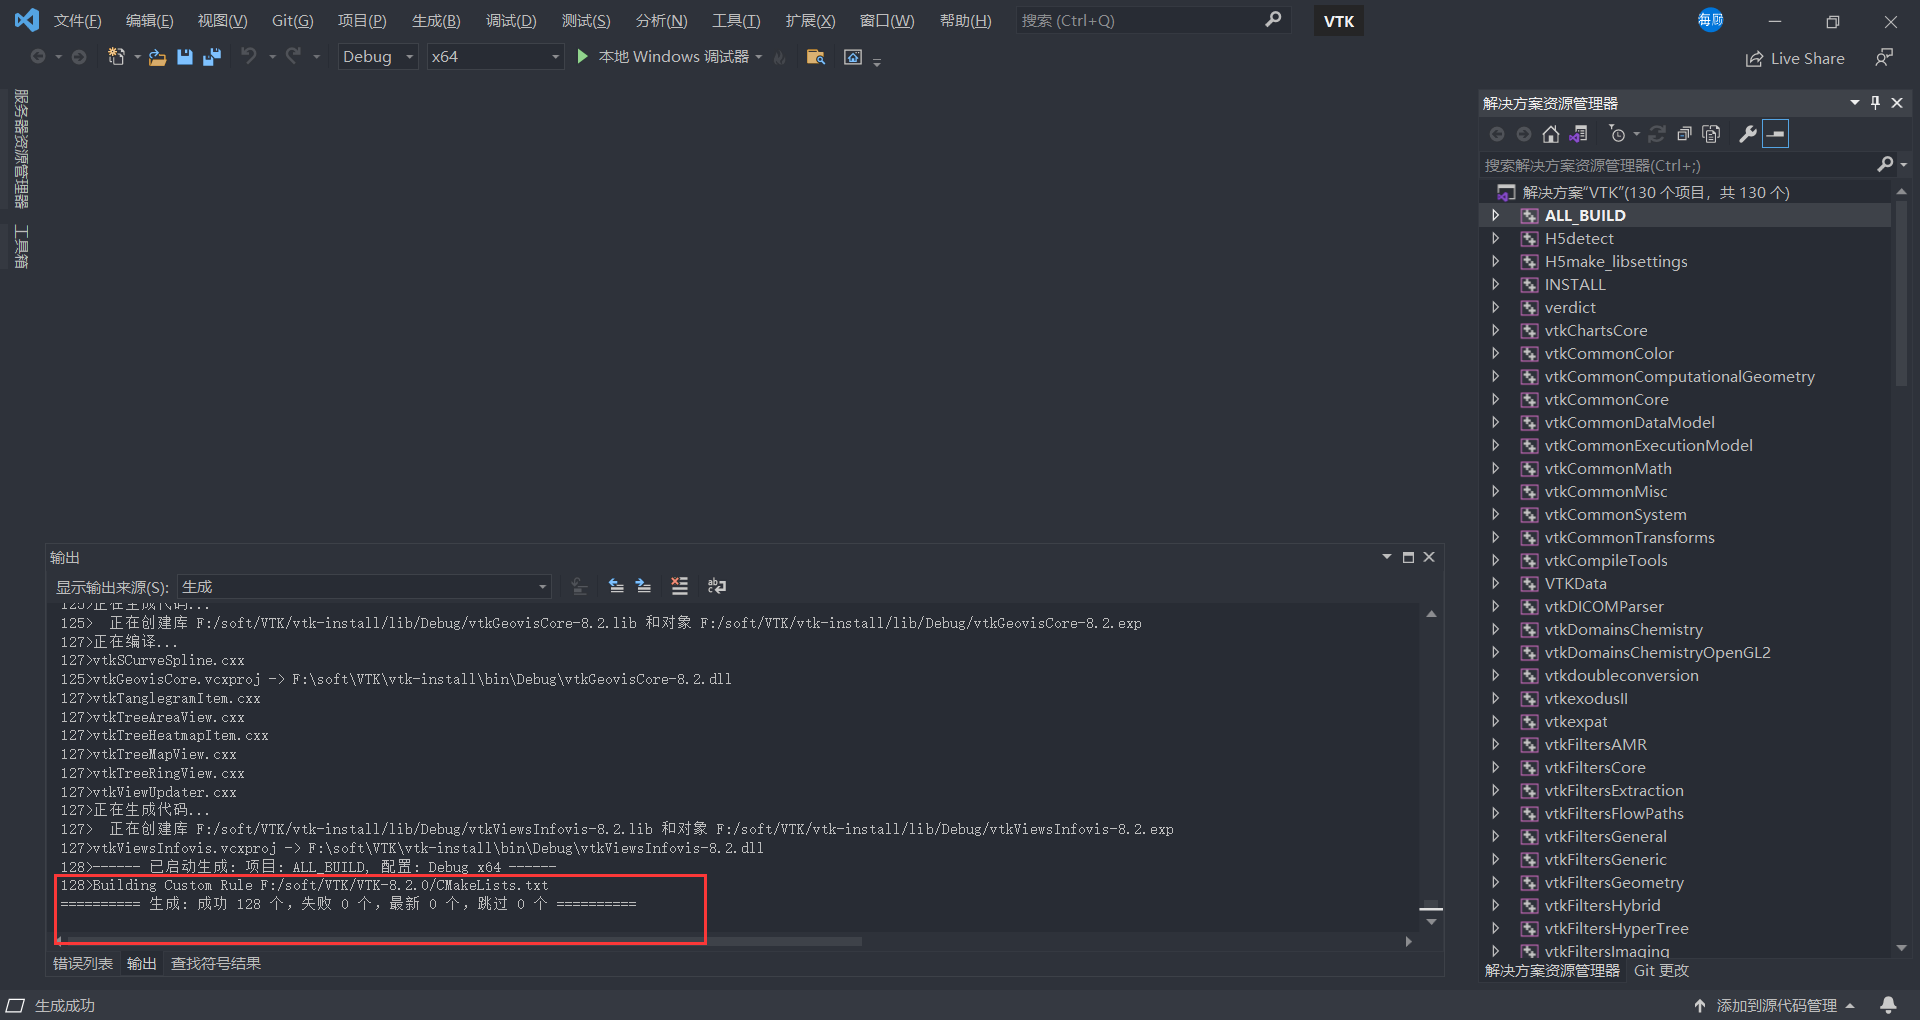 文件(F) 编辑(E) 视图(V) Git(G) 项目(P) 生成(B) 调试(D) 测试(S) 分析(N) 工具(T) 扩展(X) 窗口(W) 帮助(H) 搜索 (Ctrl+Q) VTK 每顾
Debug x64 本地 Windows 调试器 Live Share
服务器资源管理器
工具箱
解决方案资源管理器
搜索解决方案资源管理器(Ctrl+;)
解决方案“VTK”(130 个项目，共 130 个)
ALL_BUILD
H5detect
H5make_libsettings
INSTALL
verdict
vtkChartsCore
vtkCommonColor
vtkCommonComputationalGeometry
vtkCommonCore
vtkCommonDataModel
vtkCommonExecutionModel
vtkCommonMath
vtkCommonMisc
vtkCommonSystem
vtkCommonTransforms
vtkCompileTools
VTKData
vtkDICOMParser
vtkDomainsChemistry
vtkDomainsChemistryOpenGL2
vtkdoubleconversion
vtkexodusII
vtkexpat
vtkFiltersAMR
vtkFiltersCore
vtkFiltersExtraction
vtkFiltersFlowPaths
vtkFiltersGeneral
vtkFiltersGeneric
vtkFiltersGeometry
vtkFiltersHybrid
vtkFiltersHyperTree
vtkFiltersImaging
解决方案资源管理器 Git 更改
输出
显示输出来源(S): 生成
125>正在生成代码...
125>  正在创建库 F:/soft/VTK/vtk-install/lib/Debug/vtkGeovisCore-8.2.lib 和对象 F:/soft/VTK/vtk-install/lib/Debug/vtkGeovisCore-8.2.exp
127>正在编译...
127>vtkSCurveSpline.cxx
125>vtkGeovisCore.vcxproj -> F:\soft\VTK\vtk-install\bin\Debug\vtkGeovisCore-8.2.dll
127>vtkTanglegramItem.cxx
127>vtkTreeAreaView.cxx
127>vtkTreeHeatmapItem.cxx
127>vtkTreeMapView.cxx
127>vtkTreeRingView.cxx
127>vtkViewUpdater.cxx
127>正在生成代码...
127>  正在创建库 F:/soft/VTK/vtk-install/lib/Debug/vtkViewsInfovis-8.2.lib 和对象 F:/soft/VTK/vtk-install/lib/Debug/vtkViewsInfovis-8.2.exp
127>vtkViewsInfovis.vcxproj -> F:\soft\VTK\vtk-install\bin\Debug\vtkViewsInfovis-8.2.dll
128>------ 已启动生成: 项目: ALL_BUILD, 配置: Debug x64 ------
128>Building Custom Rule F:/soft/VTK/VTK-8.2.0/CMakeLists.txt
========== 生成: 成功 128 个，失败 0 个，最新 0 个，跳过 0 个 ==========
错误列表 输出 查找符号结果
生成成功 添加到源代码管理